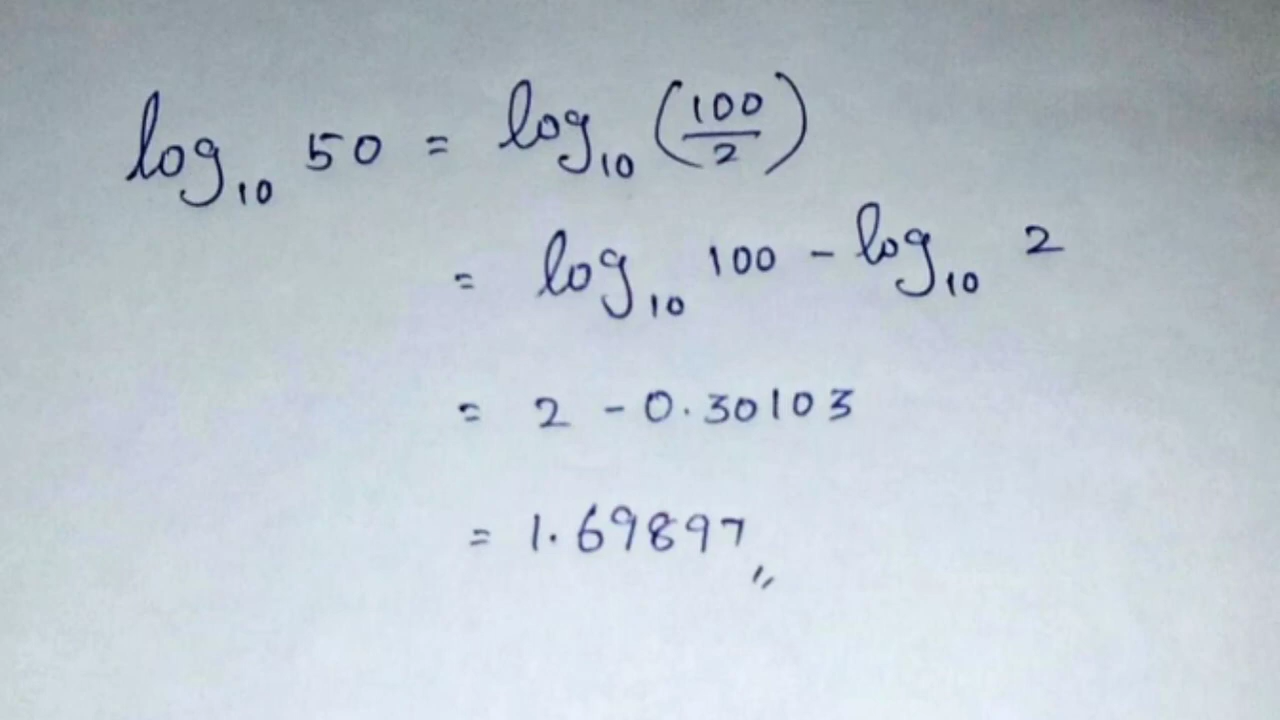 log₁₀ 50 = log₁₀ (100/2)
= log₁₀ 100 - log₁₀ 2
= 2 - 0.30103
= 1.69897〃